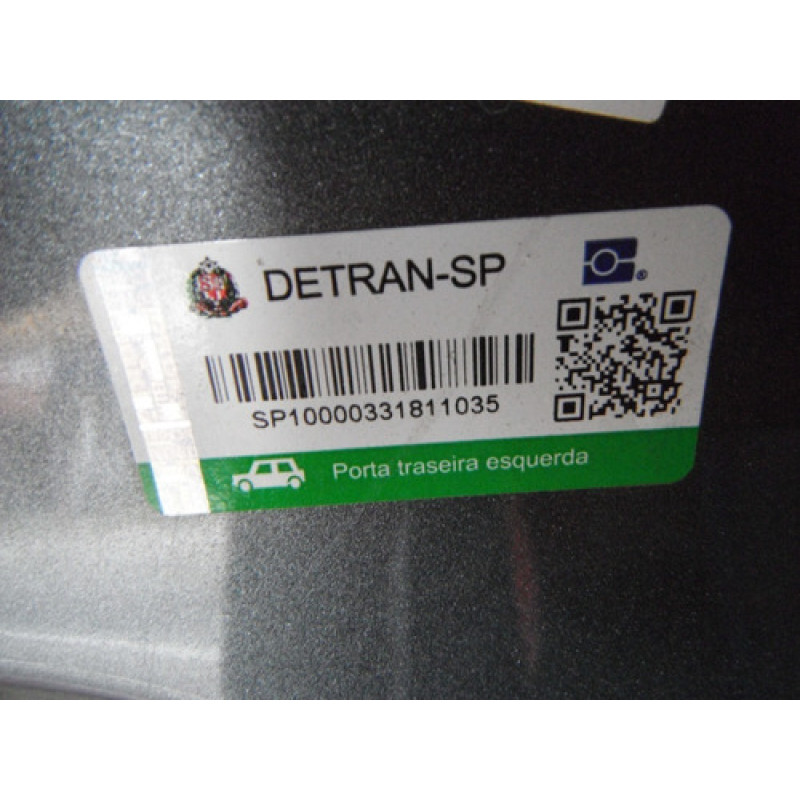 DETRAN-SP
SP10000331811035
Porta traseira esquerda